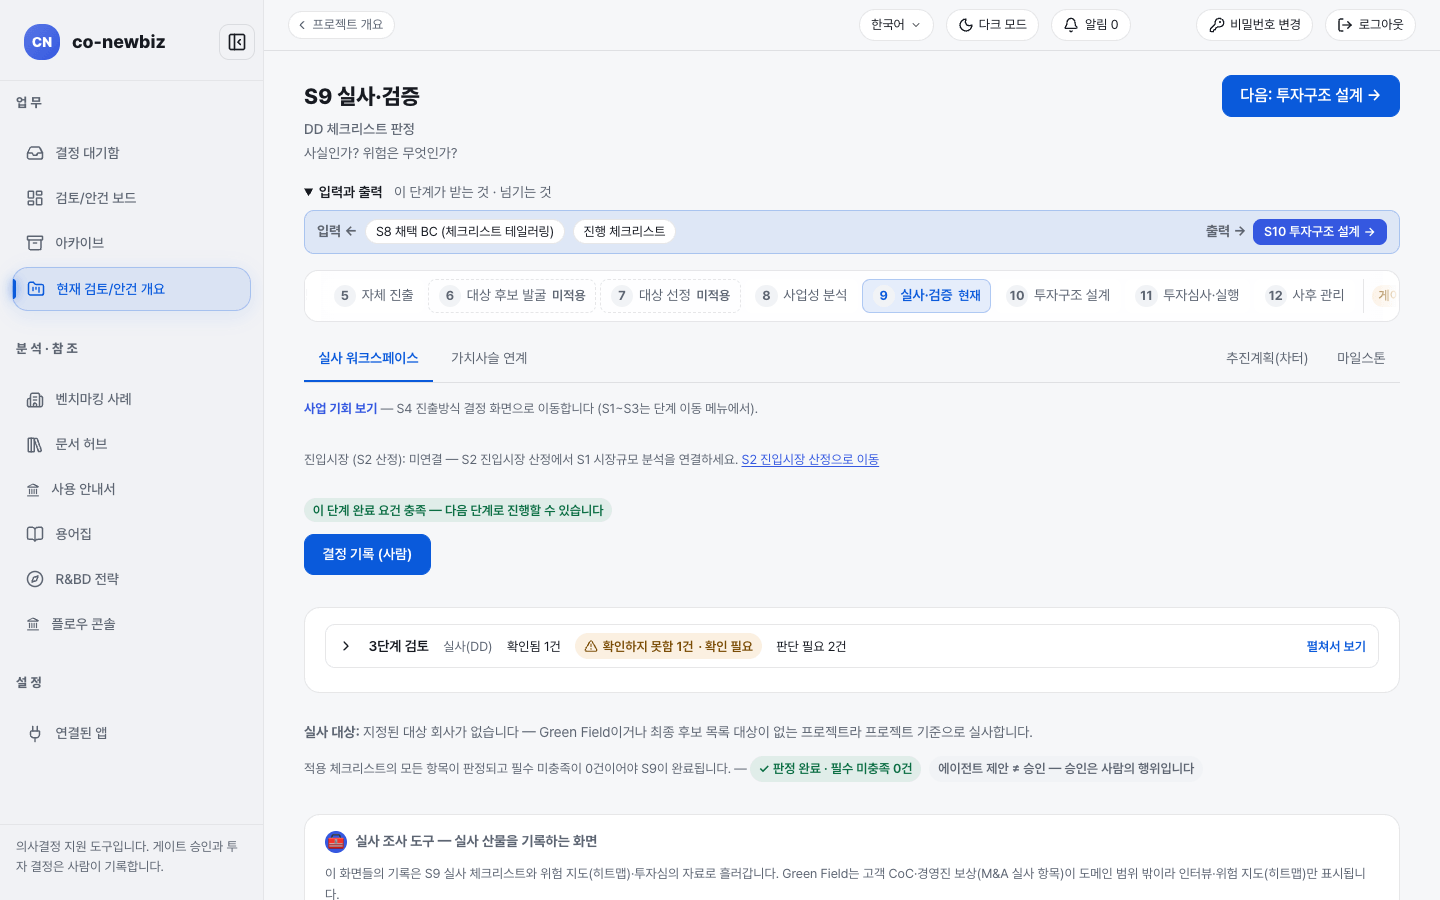 CN co-newbiz
프로젝트 개요
한국어
다크 모드
알림 0
비밀번호 변경
로그아웃
업무
결정 대기함
검토/안건 보드
아카이브
현재 검토/안건 개요
분석·참조
벤치마킹 사례
문서 허브
사용 안내서
용어집
R&BD 전략
플로우 콘솔
설정
연결된 앱
의사결정 지원 도구입니다. 게이트 승인과 투
자 결정은 사람이 기록합니다.
S9 실사·검증
다음: 투자구조 설계 →
DD 체크리스트 판정
사실인가? 위험은 무엇인가?
▼ 입력과 출력 이 단계가 받는 것 · 넘기는 것
입력 ← S8 채택 BC (체크리스트 테일러링) 진행 체크리스트 출력 → S10 투자구조 설계 →
5 자체 진출 6 대상 후보 발굴 미적용 7 대상 선정 미적용 8 사업성 분석 9 실사·검증 현재 10 투자구조 설계 11 투자심사·실행 12 사후 관리
실사 워크스페이스 가치사슬 연계 추진계획(차터) 마일스톤
사업 기회 보기 — S4 진출방식 결정 화면으로 이동합니다 (S1~S3는 단계 이동 메뉴에서).
진입시장 (S2 산정): 미연결 — S2 진입시장 산정에서 S1 시장규모 분석을 연결하세요. S2 진입시장 산정으로 이동
이 단계 완료 요건 충족 — 다음 단계로 진행할 수 있습니다
결정 기록 (사람)
3단계 검토 실사(DD) 확인됨 1건 확인하지 못함 1건 · 확인 필요 판단 필요 2건 펼쳐서 보기
실사 대상: 지정된 대상 회사가 없습니다 — Green Field이거나 최종 후보 목록 대상이 없는 프로젝트라 프로젝트 기준으로 실사합니다.
적용 체크리스트의 모든 항목이 판정되고 필수 미충족이 0건이어야 S9이 완료됩니다. — ✓ 판정 완료 · 필수 미충족 0건 에이전트 제안 ≠ 승인 — 승인은 사람의 행위입니다
실사 조사 도구 — 실사 산물을 기록하는 화면
이 화면들의 기록은 S9 실사 체크리스트와 위험 지도(히트맵)·투자심의 자료로 흘러갑니다. Green Field는 고객 CoC·경영진 보상(M&A 실사 항목)이 도메인 범위 밖이라 인터뷰·위험 지도(히트맵)만 표시됩니
다.